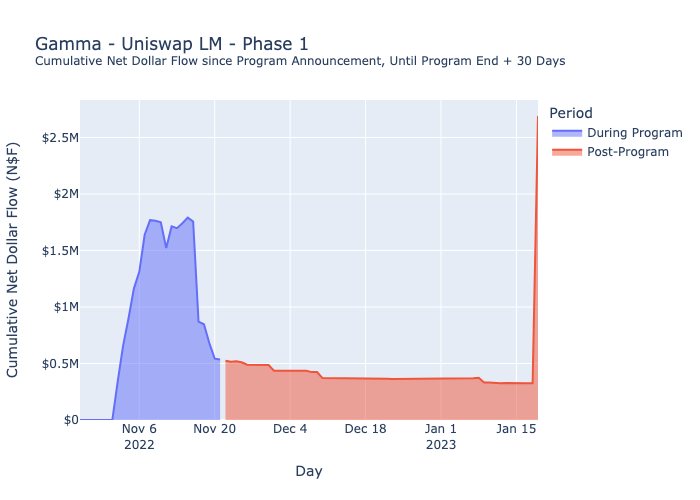 Gamma - Uniswap LM - Phase 1
Cumulative Net Dollar Flow since Program Announcement, Until Program End + 30 Days
Period
During Program
Post-Program
Cumulative Net Dollar Flow (N$F)
$2.5M
$2M
$1.5M
$1M
$0.5M
$0
Nov 6
2022
Nov 20
Dec 4
Dec 18
Jan 1
2023
Jan 15
Day